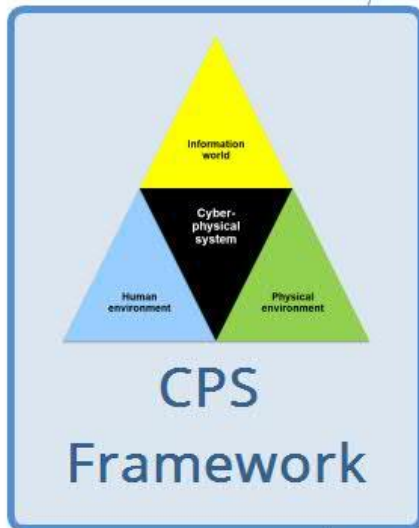 Information
world
Cyber-
physical
system
Human
environment
Physical
environment
CPS
Framework